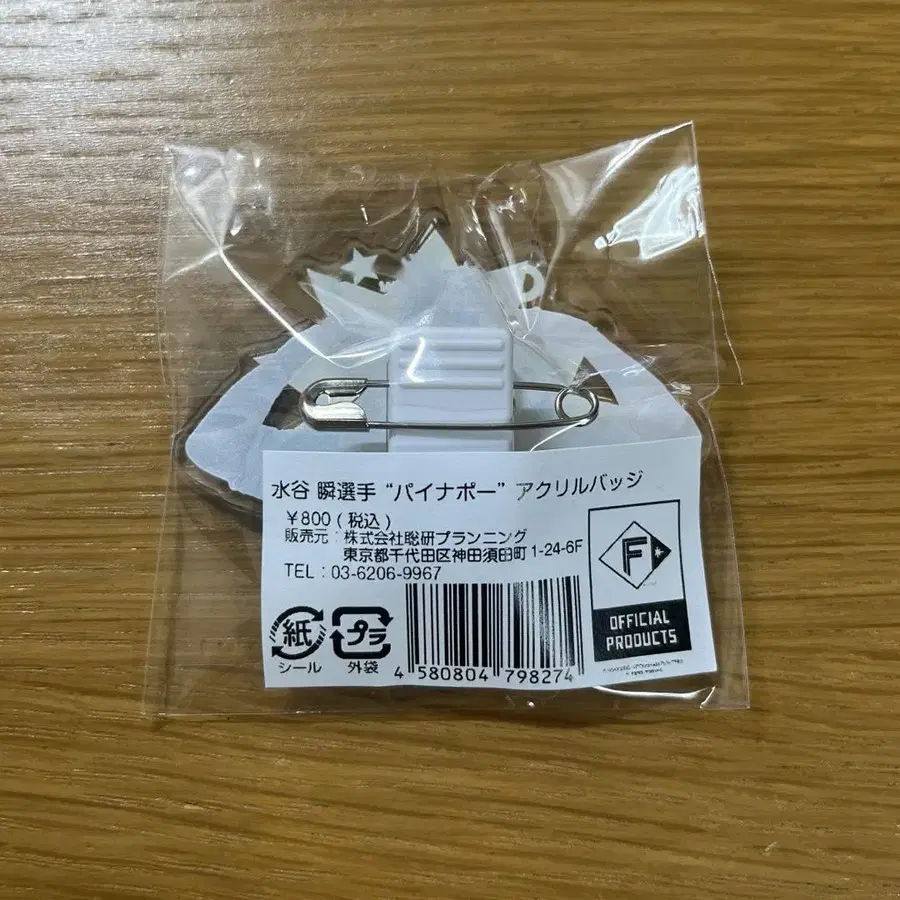 水谷 瞬選手 “パイナポー” アクリルバッジ
¥800(税込)
販売元:株式会社聡研プランニング
東京都千代田区神田須田町1-24-6F
TEL:03-6206-9967
紙
シール
プラ
外袋
4 580804 798274
F
OFFICIAL
PRODUCTS